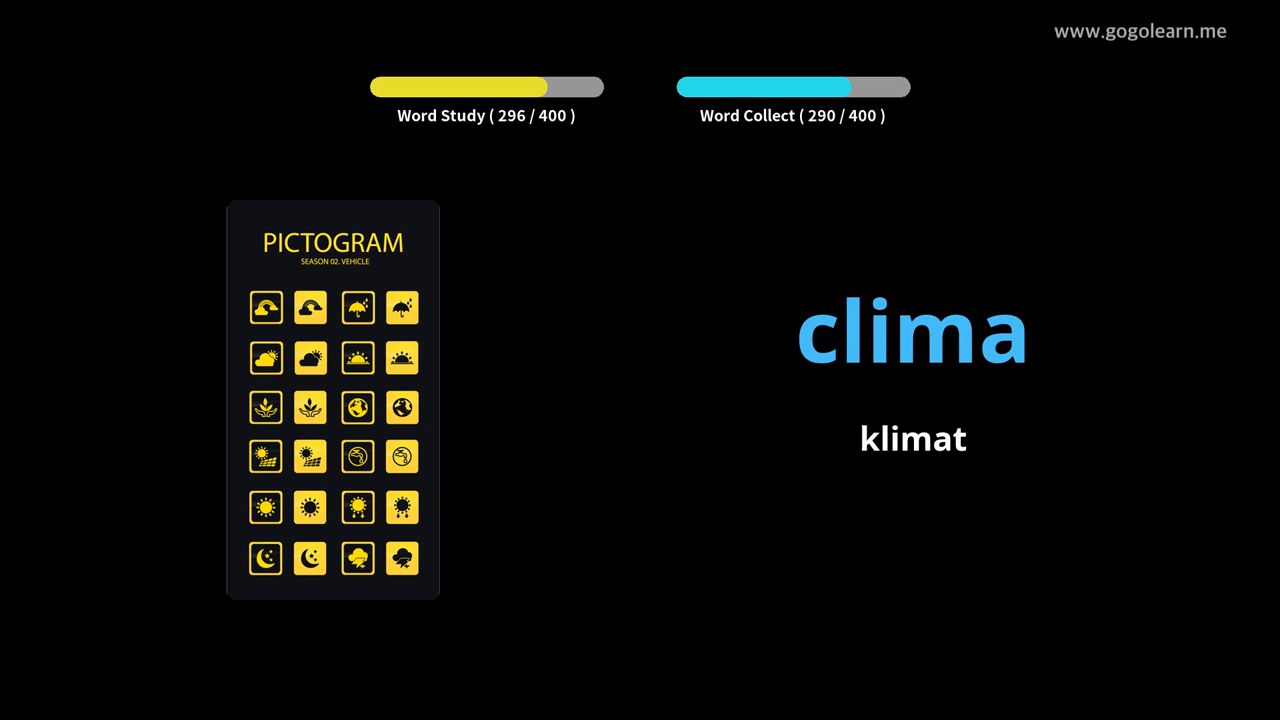 www.gogolearn.me
Word Study ( 296 / 400 )
Word Collect ( 290 / 400 )
PICTOGRAM
SEASON 02. VEHICLE
clima
klimat